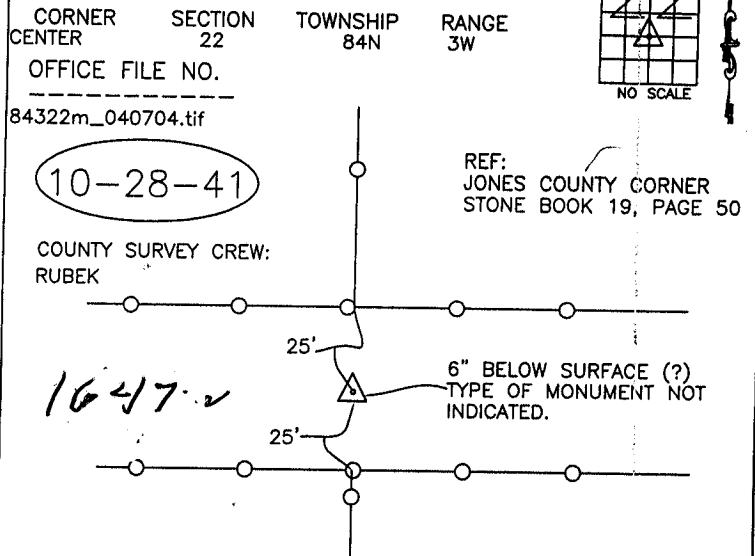 CORNER SECTION TOWNSHIP RANGE
CENTER 22 84N 3W
OFFICE FILE NO.
84322m_040704.tif
NO SCALE
10-28-41
REF:
JONES COUNTY CORNER
STONE BOOK 19, PAGE 50
COUNTY SURVEY CREW:
RUBEK
25'
6" BELOW SURFACE (?)
TYPE OF MONUMENT NOT
INDICATED.
25'